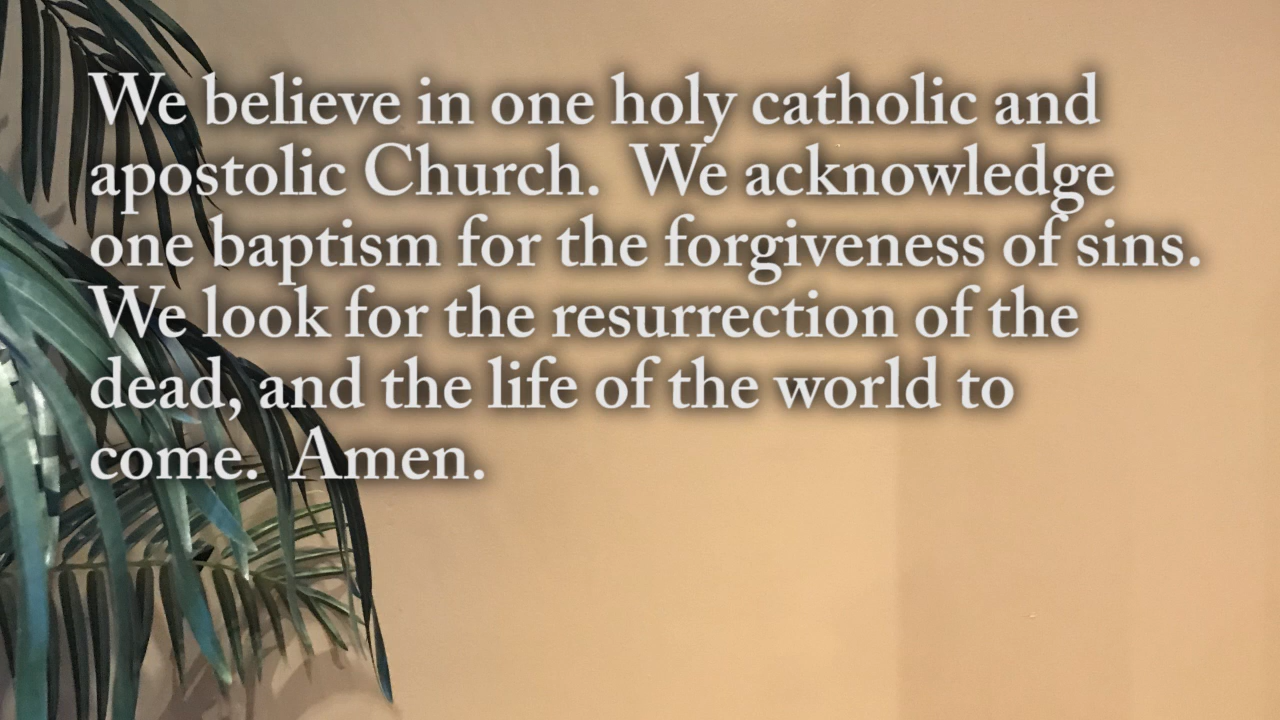 We believe in one holy catholic and
apostolic Church.  We acknowledge
one baptism for the forgiveness of sins.
We look for the resurrection of the
dead, and the life of the world to
come.  Amen.